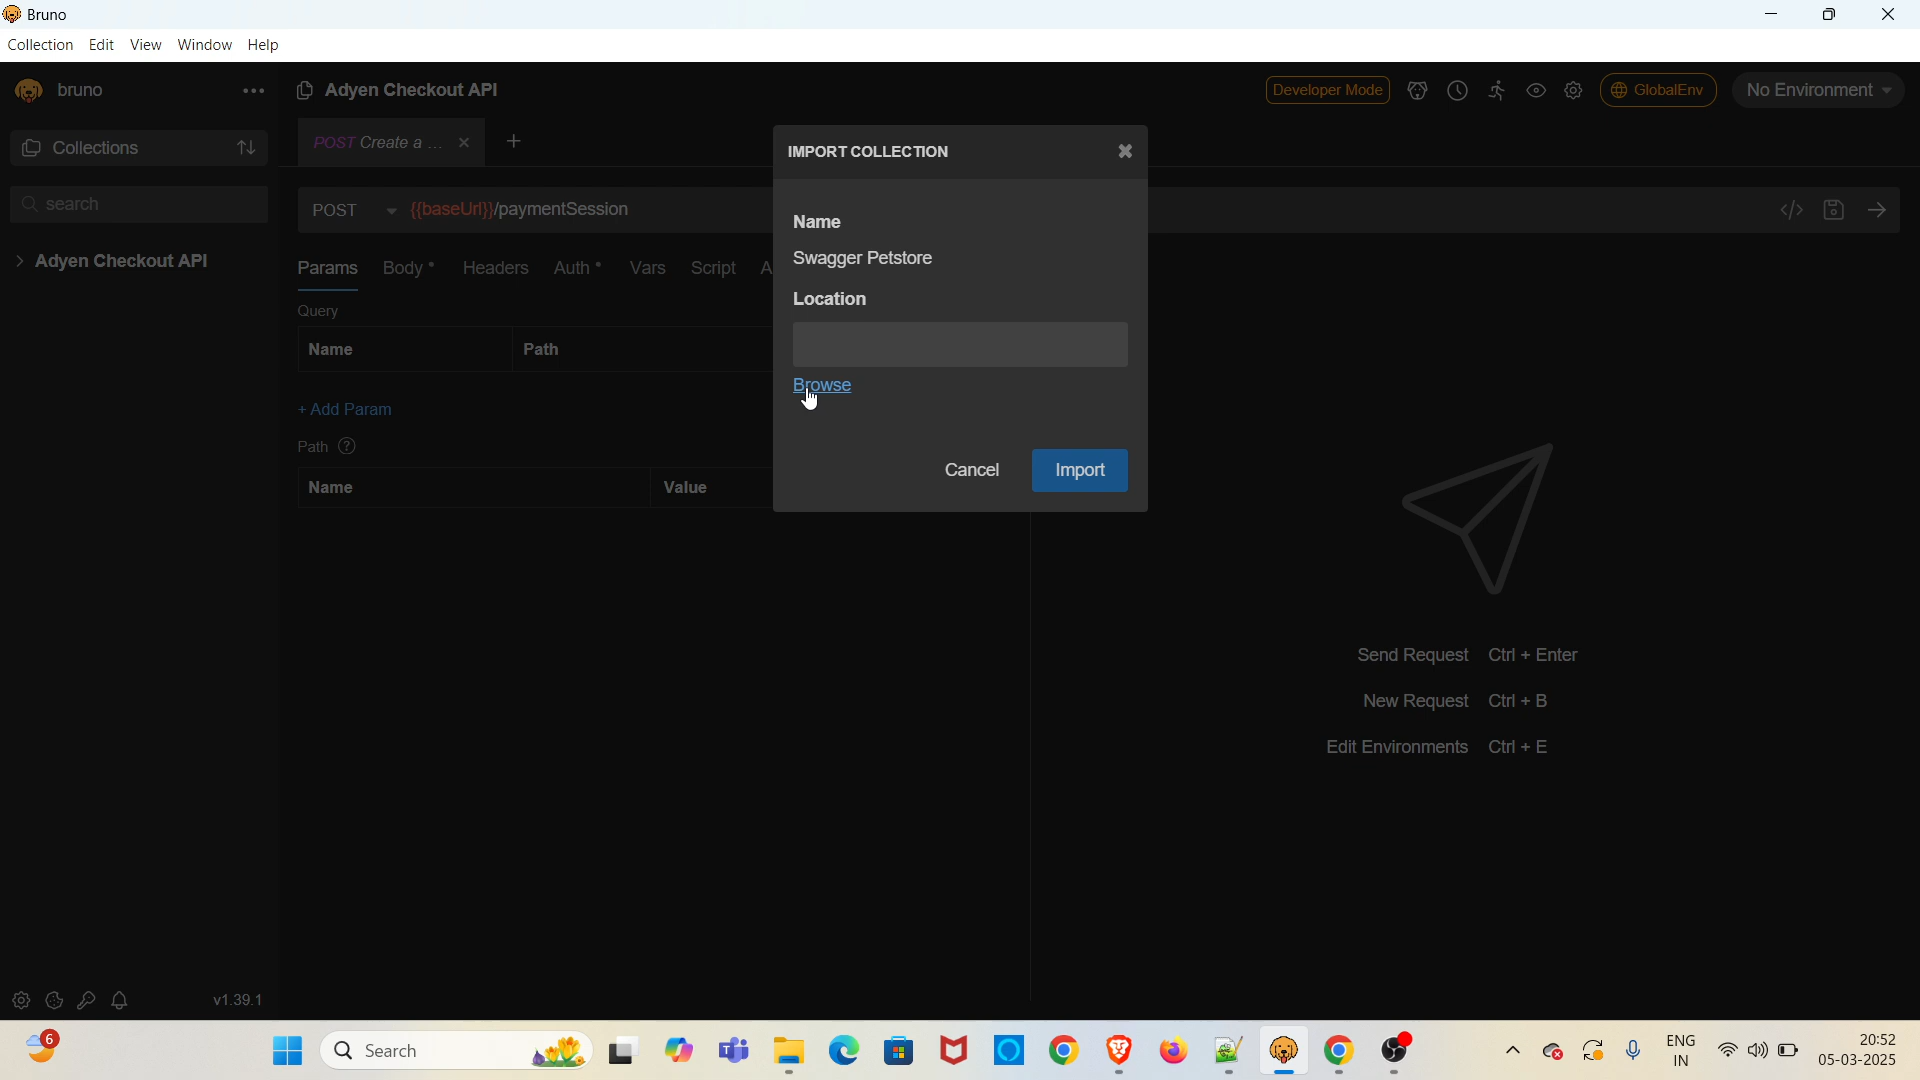 Bruno
Collection Edit View Window Help
bruno
Adyen Checkout API
Developer Mode
GlobalEnv
No Environment
Collections
POST Create a ...
IMPORT COLLECTION
search
POST
{{baseUrl}}/paymentSession
Name
Swagger Petstore
Adyen Checkout API
Params Body Headers Auth Vars Script A
Location
Query
Name Path
Browse
+ Add Param
Path ?
Cancel Import
Name Value
Send Request Ctrl + Enter
New Request Ctrl + B
Edit Environments Ctrl + E
v1.39.1
6
Search
ENG
IN
20:52
05-03-2025